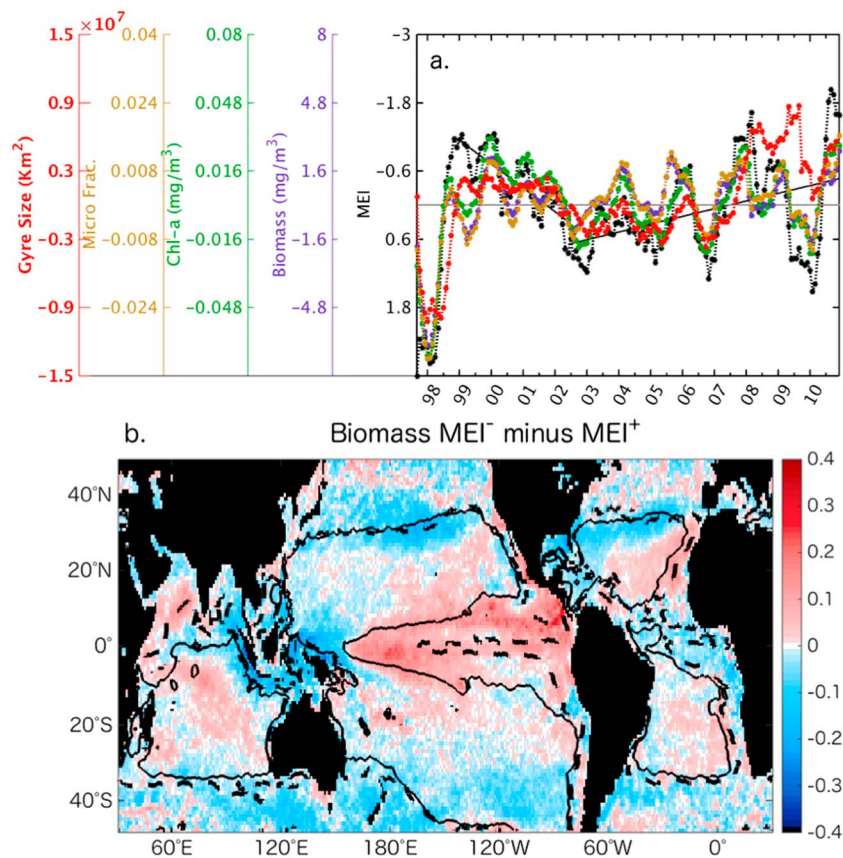 ×10⁷
1.5 0.04 0.08 8 -3
0.9 0.024 0.048 4.8 -1.8
0.3 0.008 0.016 1.6 -0.6
-0.3 -0.008 -0.016 -1.6 0.6
-0.9 -0.024 -0.048 -4.8 1.8
-1.5
Gyre Size (Km²)
Micro Frac.
Chl-a (mg/m³)
Biomass (mg/m³)
MEI
a.
98 99 00 01 02 03 04 05 06 07 08 09 10
b. Biomass MEI⁻ minus MEI⁺
40°N
20°N
0°
20°S
40°S
60°E 120°E 180°E 120°W 60°W 0°
0.4
0.3
0.2
0.1
0
-0.1
-0.2
-0.3
-0.4